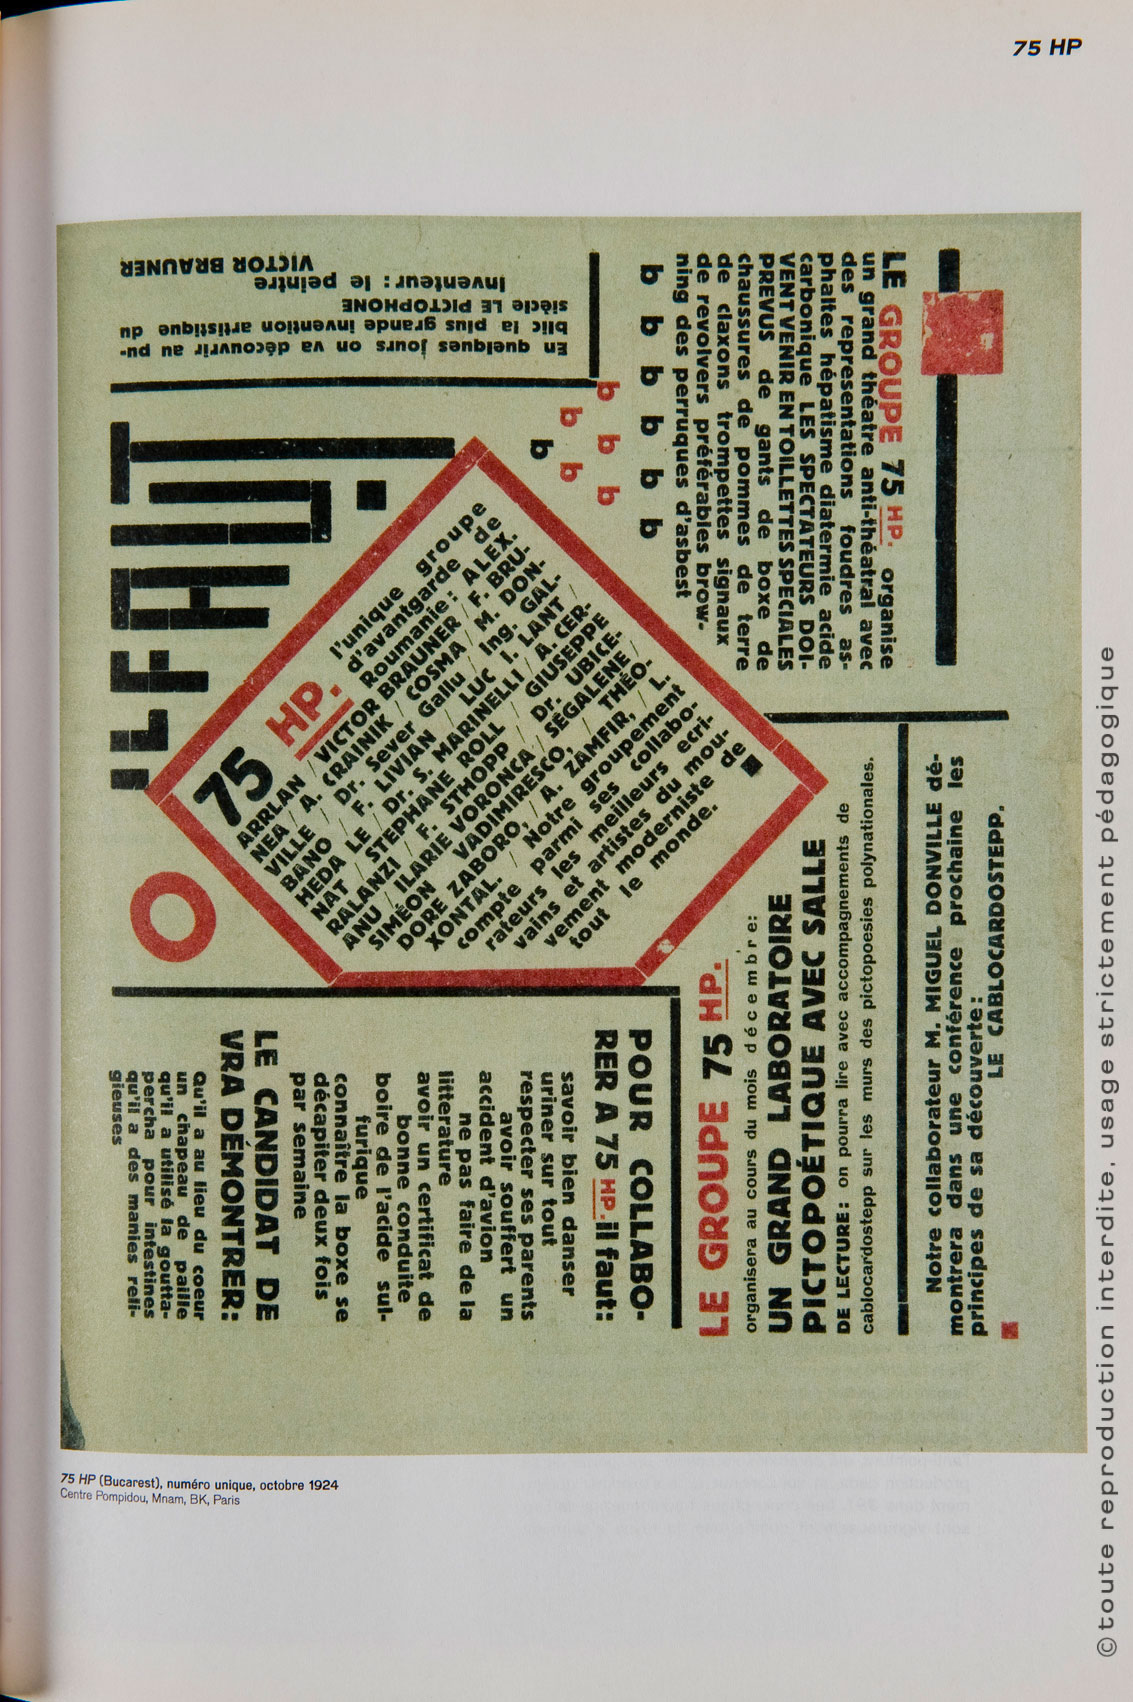 75 HP
En quelques jours on va découvrir au pu-
blic la plus grande invention artistique du
siècle LE PICTOPHONE
Inventeur: le peintre
VICTOR BRAUNER
IL FAUT
LE GROUPE 75 HP. organise
un grand théatre anti-théatral avec
des representations foudres as-
phaltes hépatisme diatermie acide
carbonique LES SPECTATEURS DOI-
VENT VENIR EN TOILLETTES SPECIALES
PREVUS de gants de boxe de
chaussures de pommes de terre
de claxons trompettes signaux
de revolvers préférables brow-
ning des perruques d'asbest
b b b b b b
b b b
b b
b
75 HP. l'unique groupe
d'avantgarde de
Roumanie: F. ALEX.
ARRLAN / VICTOR BRAUNER / F. BRU-
NEA / A. CRAINIK / COSMA / M. DON-
VILLE / Dr. Sever Gallu / Ing. GAL-
BANO / F. LIVIAN / LUC I. LANT /
HEDA LE / Dr. S. MARINELLI / A. CER-
NAT / STEPHANE ROLL / GIUSEPPE
RALANZI / F. STHOPP / Dr. UBICE-
ANU / ILARIE VORONCA / SÉGALÈNE /
SIMÉON VADIMIRESCO, / THÉO-
DORE ZABORO, / A. ZAMFIR, / L.
XONTAL. / Notre groupement
compte parmi ses collabo-
rateurs les meilleurs ecri-
vains et artistes du mou-
vement moderniste de
tout le monde.
POUR COLLABO-
RER A 75 HP. il faut:
savoir bien danser
uriner sur tout
respecter ses parents
avoir souffert un
accident d'avion
ne pas faire de la
litterature
avoir un certificat de
bonne conduite
boire de l'acide sul-
furique
connaître la boxe se
décapiter deux fois
par semaine
LE CANDIDAT DE
VRA DÉMONTRER:
Qu'il a au lieu du coeur
un chapeau de paille
qu'il a utilisé la goutta-
percha pour intestines
qu'il a des manies reli-
gieuses
LE GROUPE 75 HP.
organisera au cours du mois décembre:
UN GRAND LABORATOIRE
PICTOPOÉTIQUE AVEC SALLE
DE LECTURE: on pourra lire avec accompagnements de
cablocardostepp sur les murs des pictopoesies polynationales.
Notre collaborateur M. MIGUEL DONVILLE dé-
montrera dans une conférence prochaine les
principes de sa découverte:
LE CABLOCARDOSTEPP.
75 HP (Bucarest), numéro unique, octobre 1924
Centre Pompidou, Mnam, BK, Paris
©toute reproduction interdite, usage strictement pédagogique